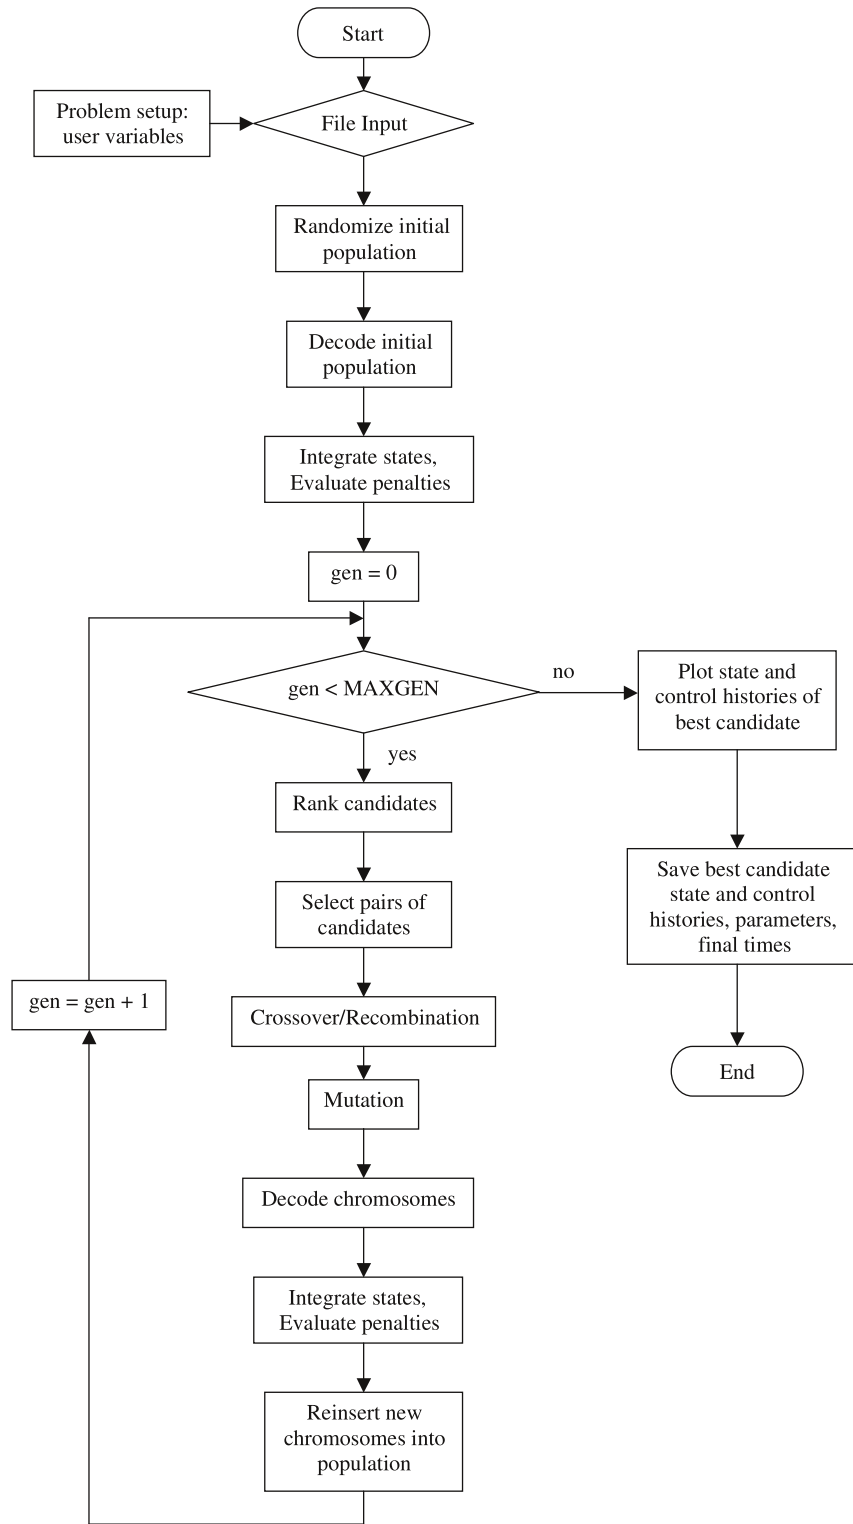 Start
Problem setup:
user variables
File Input
Randomize initial
population
Decode initial
population
Integrate states,
Evaluate penalties
gen = 0
gen < MAXGEN
no
yes
Plot state and
control histories of
best candidate
Rank candidates
Save best candidate
state and control
histories, parameters,
final times
Select pairs of
candidates
gen = gen + 1
Crossover/Recombination
End
Mutation
Decode chromosomes
Integrate states,
Evaluate penalties
Reinsert new
chromosomes into
population